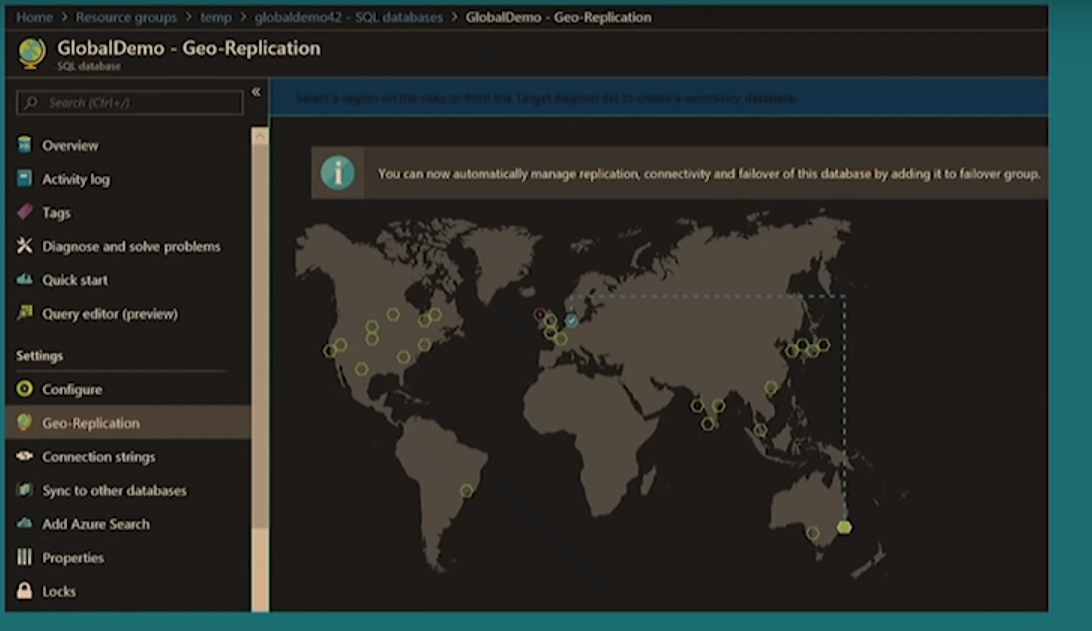 Home > Resource groups > temp > globaldemo42 - SQL databases > GlobalDemo - Geo-Replication
GlobalDemo - Geo-Replication
SQL database
Search (Ctrl+/)
«
Select a region on the map or from the Target Regions list to create a secondary database.
Overview
Activity log
Tags
Diagnose and solve problems
Quick start
Query editor (preview)
Settings
Configure
Geo-Replication
Connection strings
Sync to other databases
Add Azure Search
Properties
Locks
You can now automatically manage replication, connectivity and failover of this database by adding it to failover group.